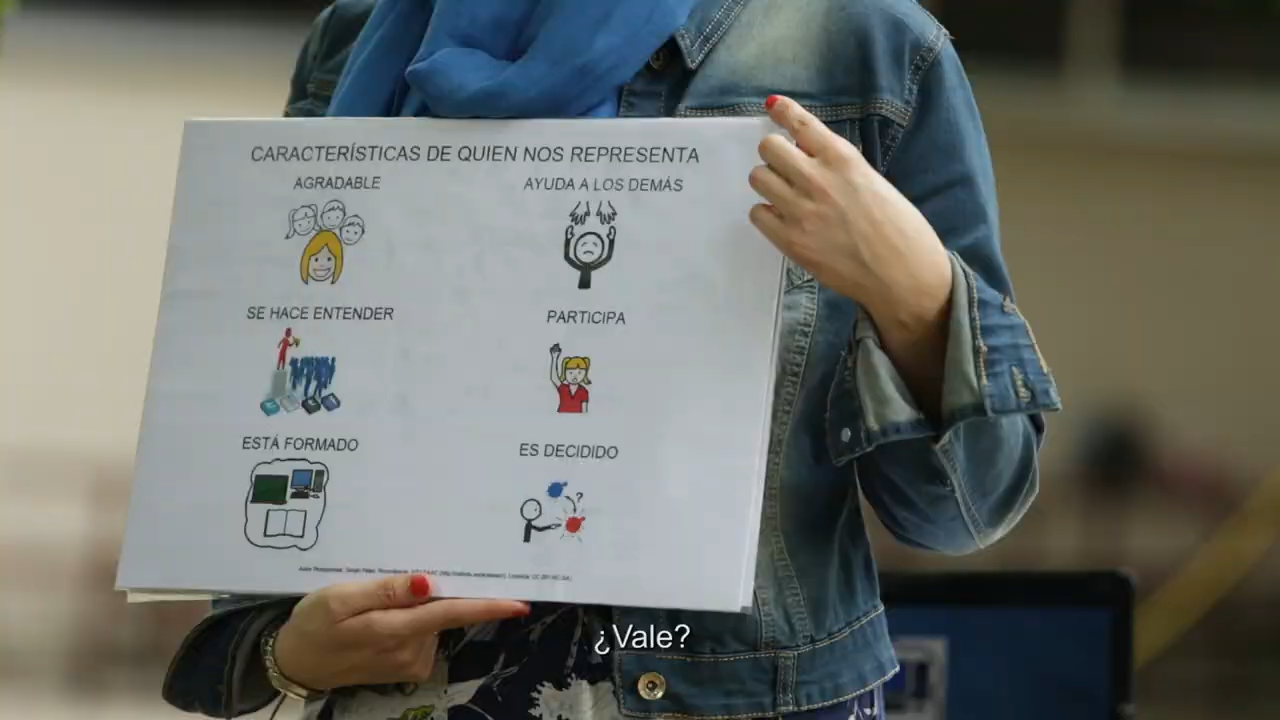 CARACTERÍSTICAS DE QUIEN NOS REPRESENTA
AGRADABLE
AYUDA A LOS DEMÁS
SE HACE ENTENDER
PARTICIPA
ESTÁ FORMADO
ES DECIDIDO
?
¿Vale?